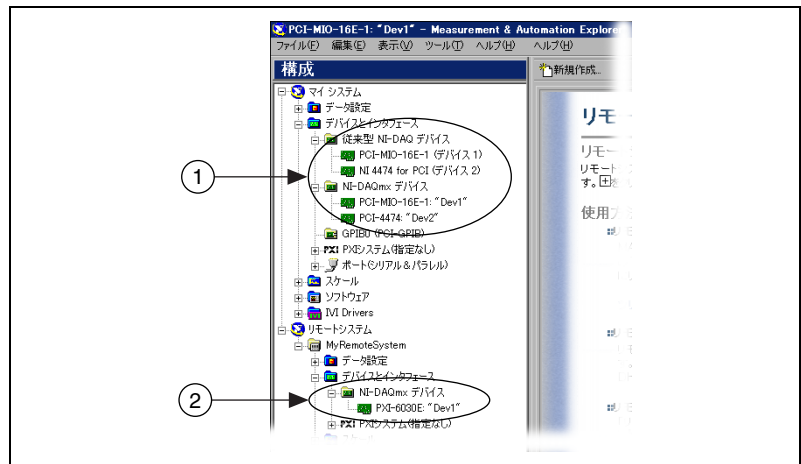 PCI-MIO-16E-1: "Dev1" - Measurement & Automation Explore
ファイル(F) 編集(E) 表示(V) ツール(T) ヘルプ(H) ヘルプ(H)
構成
新規作成...
マイ システム
データ設定
デバイスとインタフェース
従来型 NI-DAQ デバイス
PCI-MIO-16E-1 (デバイス 1)
NI 4474 for PCI (デバイス 2)
NI-DAQmx デバイス
PCI-MIO-16E-1: "Dev1"
PCI-4474: "Dev2"
GPIB0 (PCI-GPIB)
PXI PXIシステム(指定なし)
ポート(シリアル＆パラレル)
スケール
ソフトウェア
IVI Drivers
リモートシステム
MyRemoteSystem
データ設定
デバイスとインタフェース
NI-DAQmx デバイス
PXI-6030E: "Dev1"
PXI PXIシステム(指定なし)
1
2
リモ
リモー
リモート
す。
使用